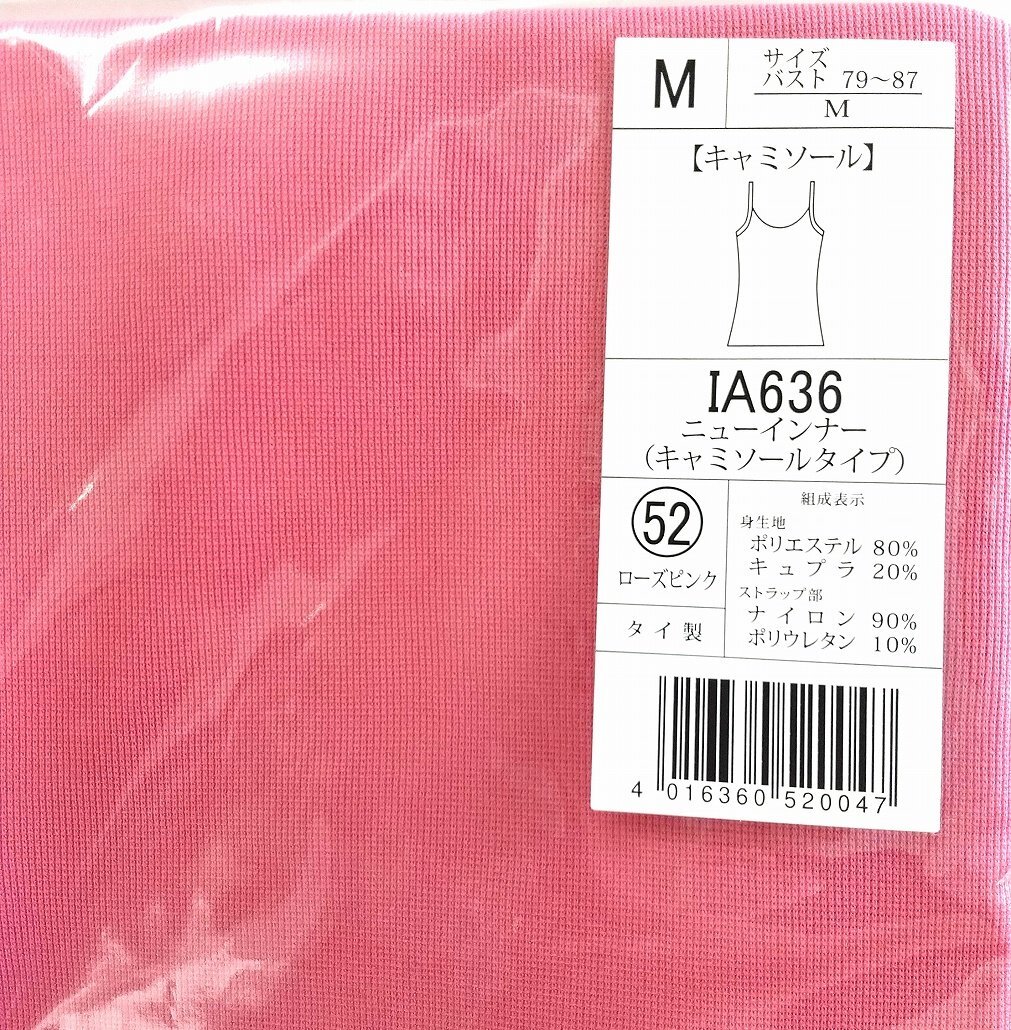 M
サイズ
バスト 79〜87
M
【キャミソール】
IA636
ニューインナー
(キャミソールタイプ)
52
ローズピンク
タイ製
組成表示
身生地
ポリエステル 80%
キュプラ 20%
ストラップ部
ナイロン 90%
ポリウレタン 10%
4 016360 520047